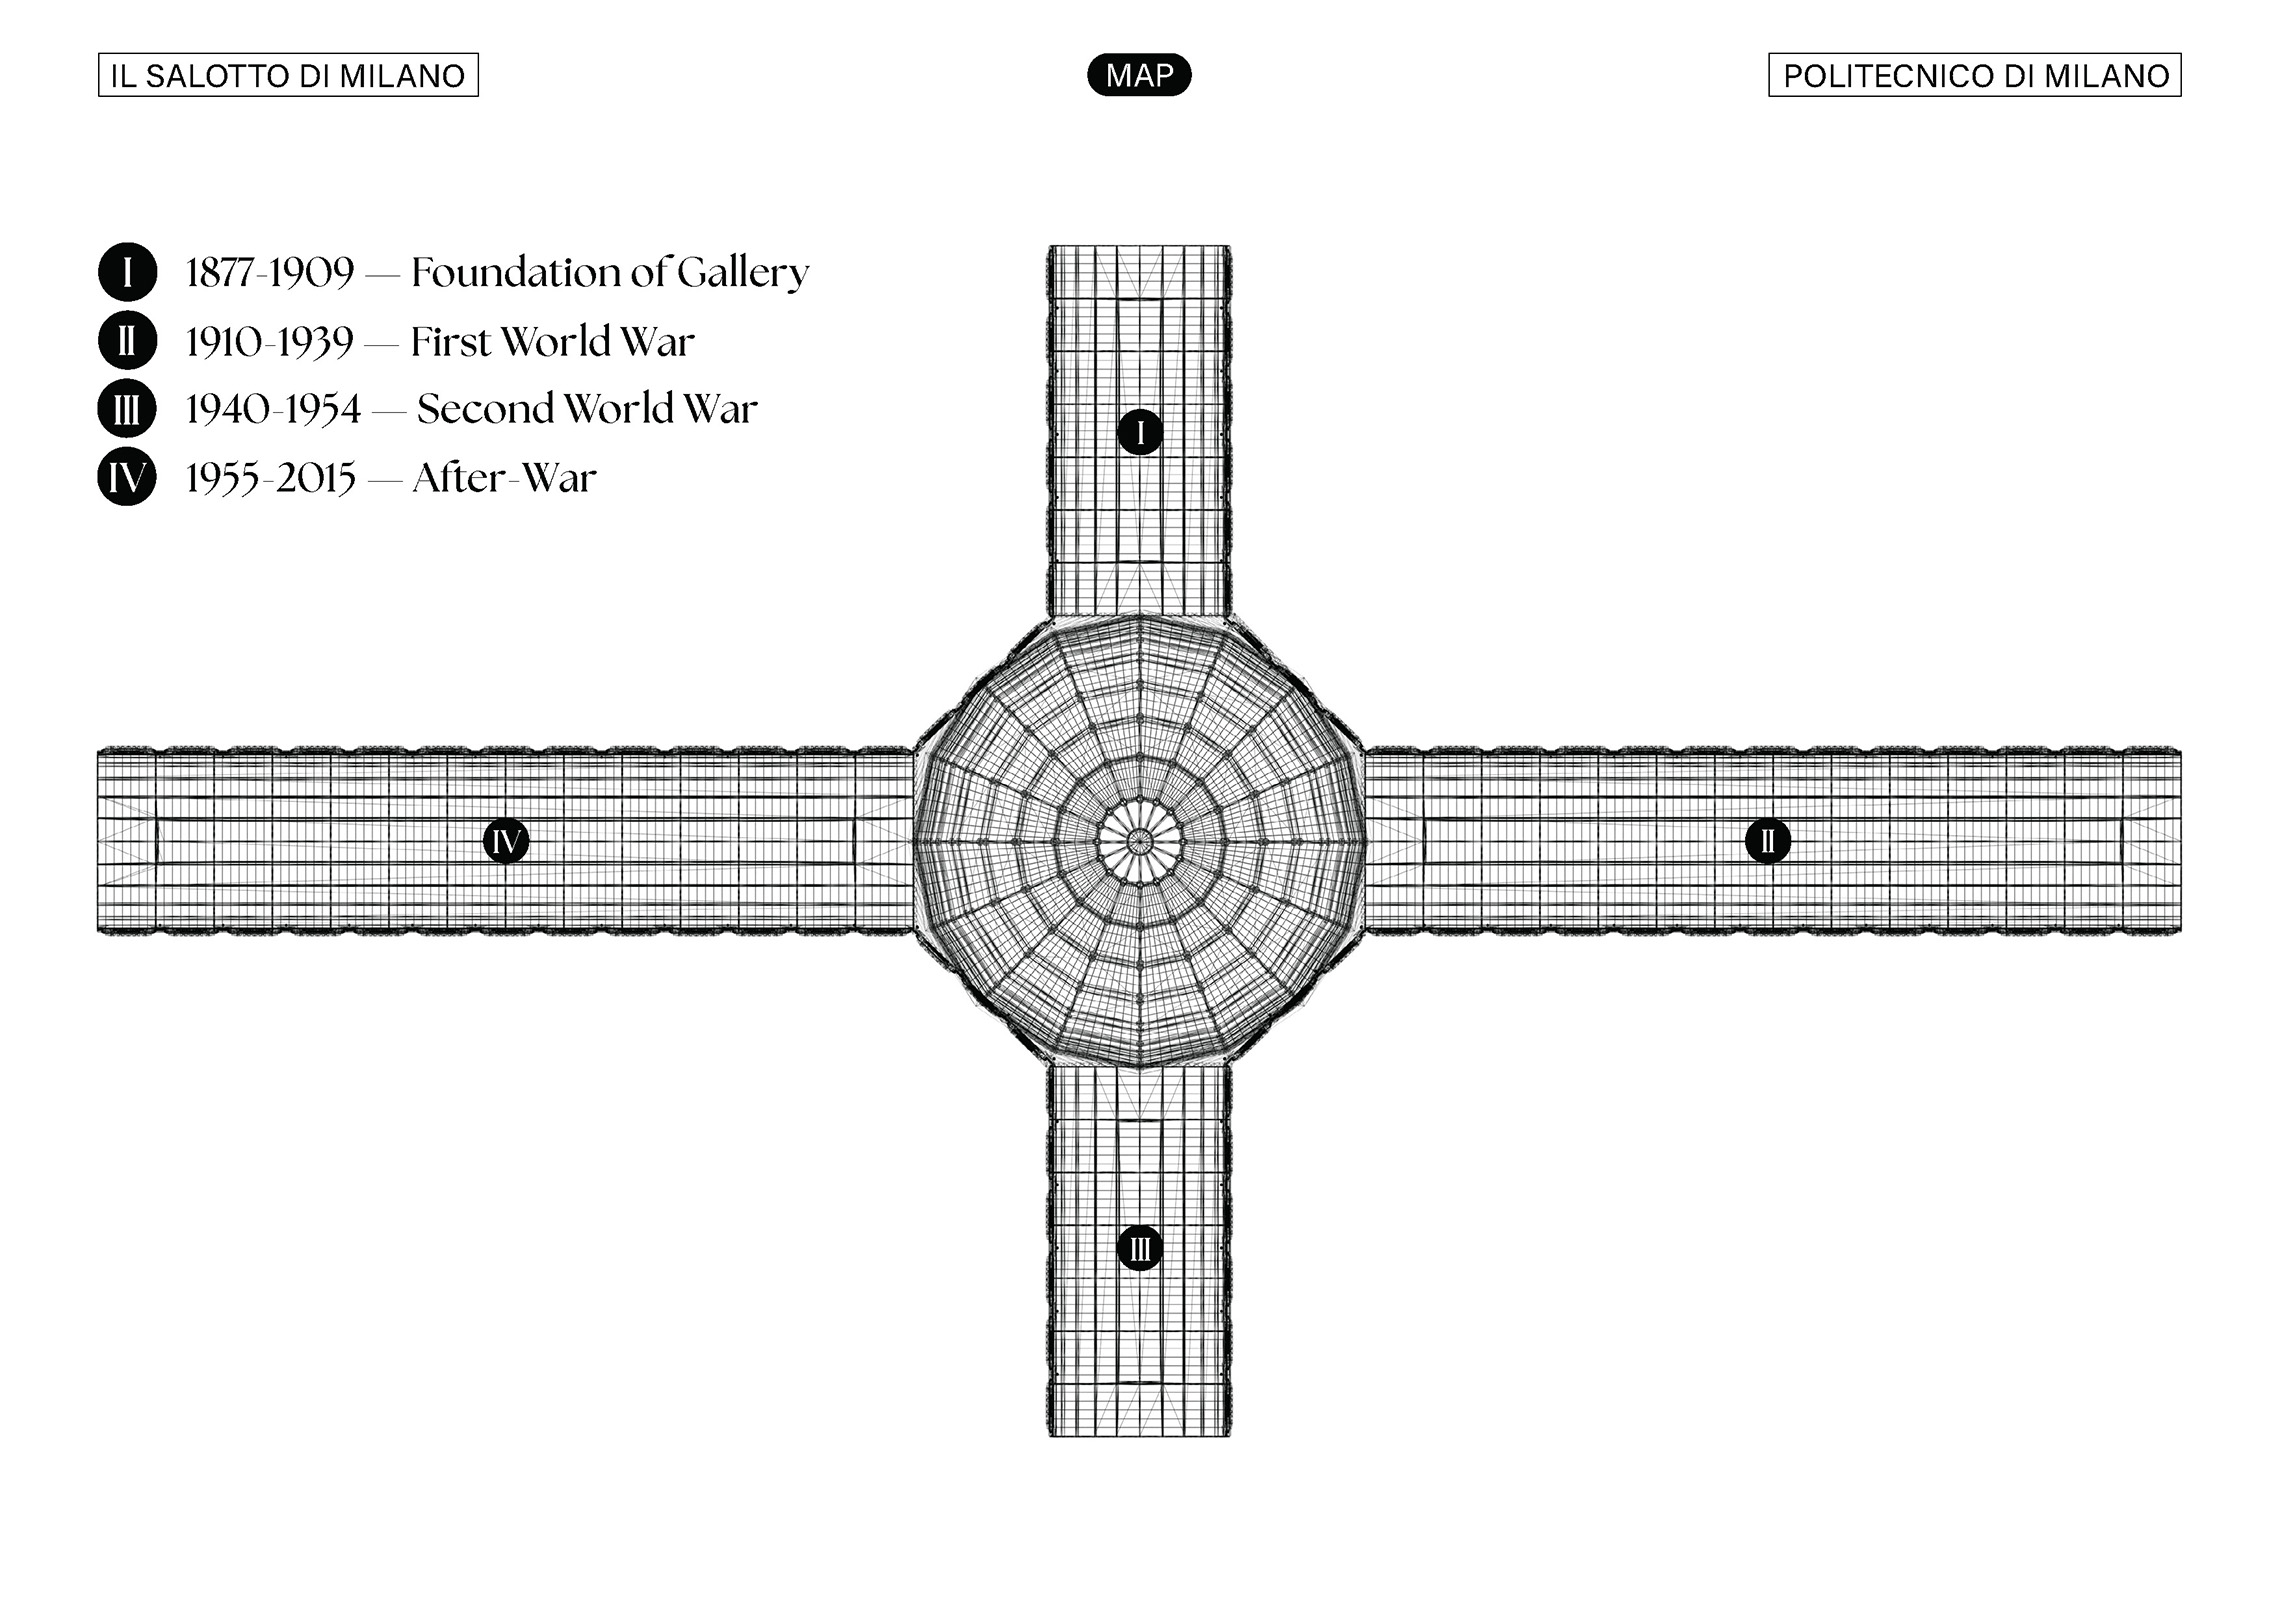 IL SALOTTO DI MILANO
MAP
POLITECNICO DI MILANO
I 1877-1909 — Foundation of Gallery
II 1910-1939 — First World War
III 1940-1954 — Second World War
IV 1955-2015 — After-War
I
IV
II
III